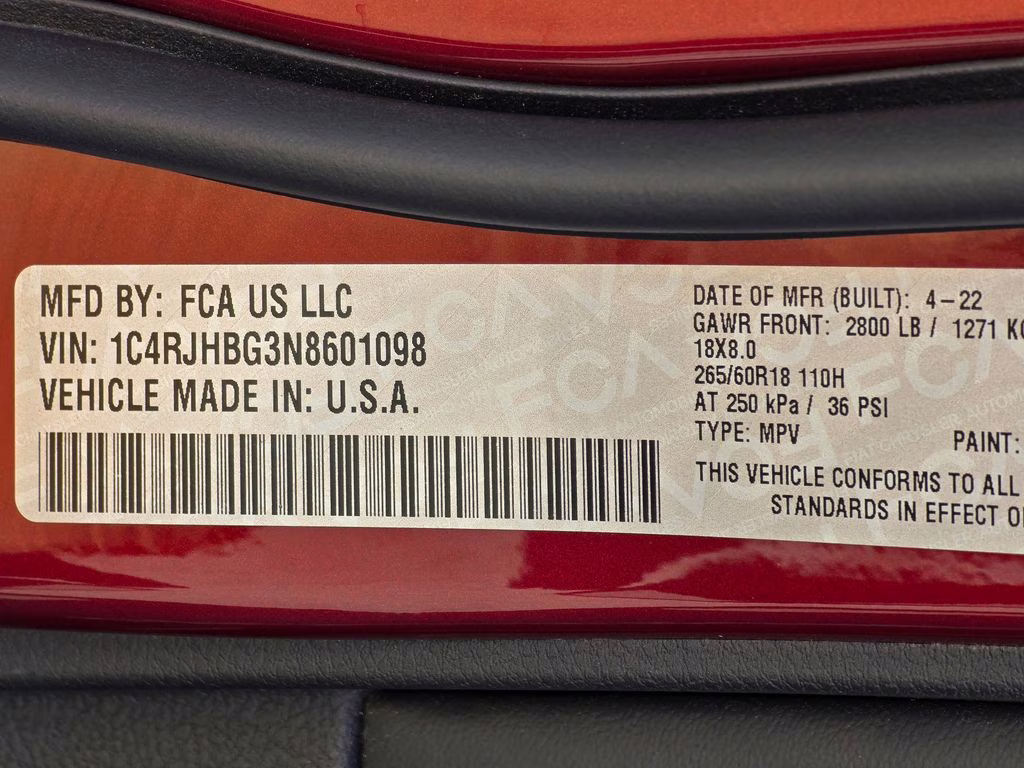 MFD BY: FCA US LLC
VIN: 1C4RJHBG3N8601098
VEHICLE MADE IN: U.S.A.
DATE OF MFR (BUILT): 4-22
GAWR FRONT: 2800 LB / 1271 KG
18X8.0
265/60R18 110H
AT 250 kPa / 36 PSI
TYPE: MPV PAINT:
THIS VEHICLE CONFORMS TO ALL
STANDARDS IN EFFECT